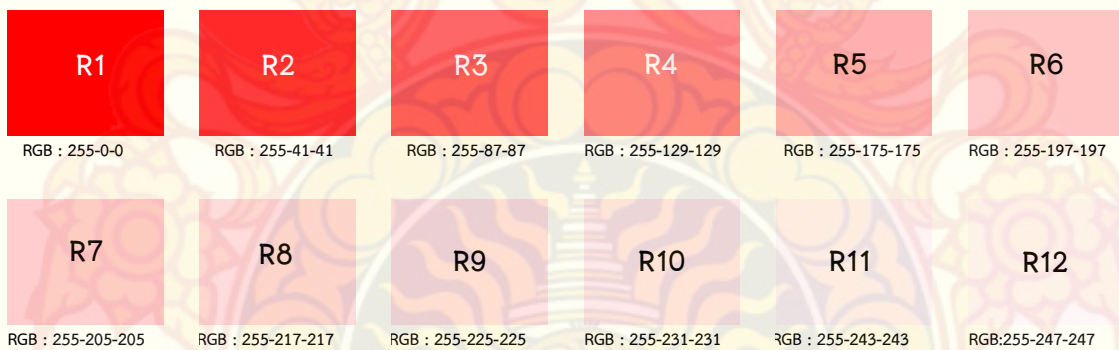 R1 R2 R3 R4 R5 R6
RGB : 255-0-0 RGB : 255-41-41 RGB : 255-87-87 RGB : 255-129-129 RGB : 255-175-175 RGB : 255-197-197
R7 R8 R9 R10 R11 R12
RGB : 255-205-205 RGB : 255-217-217 RGB : 255-225-225 RGB : 255-231-231 RGB : 255-243-243 RGB:255-247-247